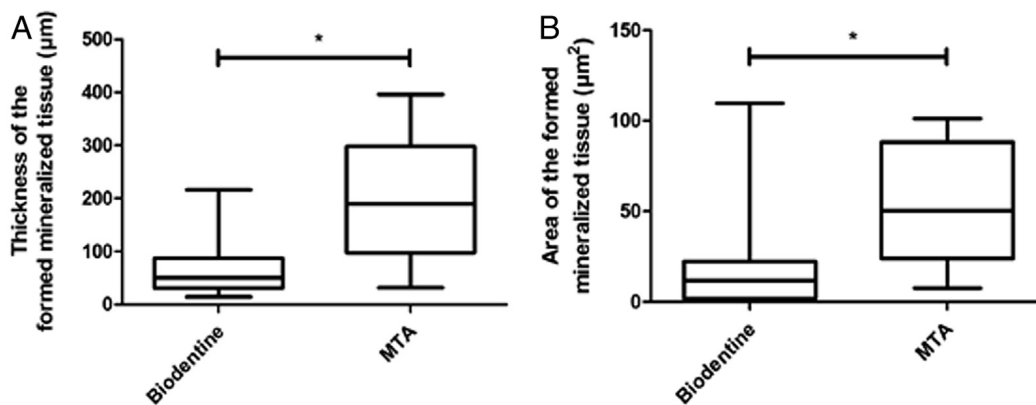 A
Thickness of the
formed mineralized tissue (μm)
500
400
300
200
100
0
*
Biodentine
MTA
B
Area of the formed
mineralized tissue (μm²)
150
100
50
0
*
Biodentine
MTA